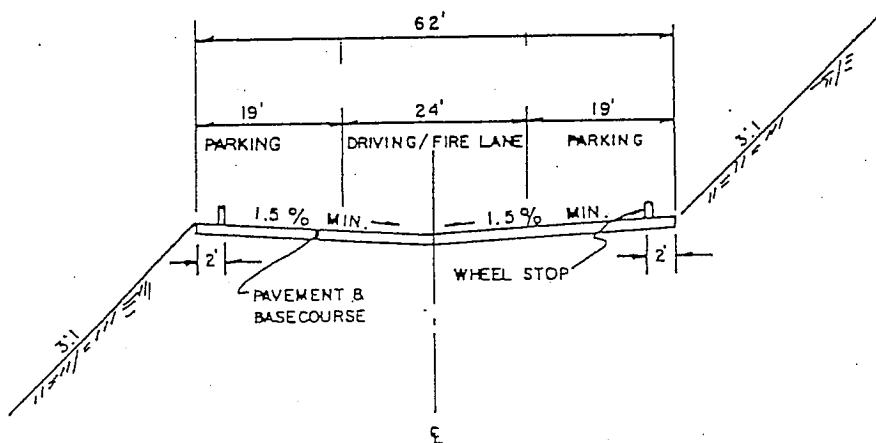 62'
19' 24' 19'
PARKING DRIVING/FIRE LANE PARKING
3:1
1.5% MIN. 1.5% MIN.
2' 2'
WHEEL STOP
PAVEMENT &
BASECOURSE
3:1
℄